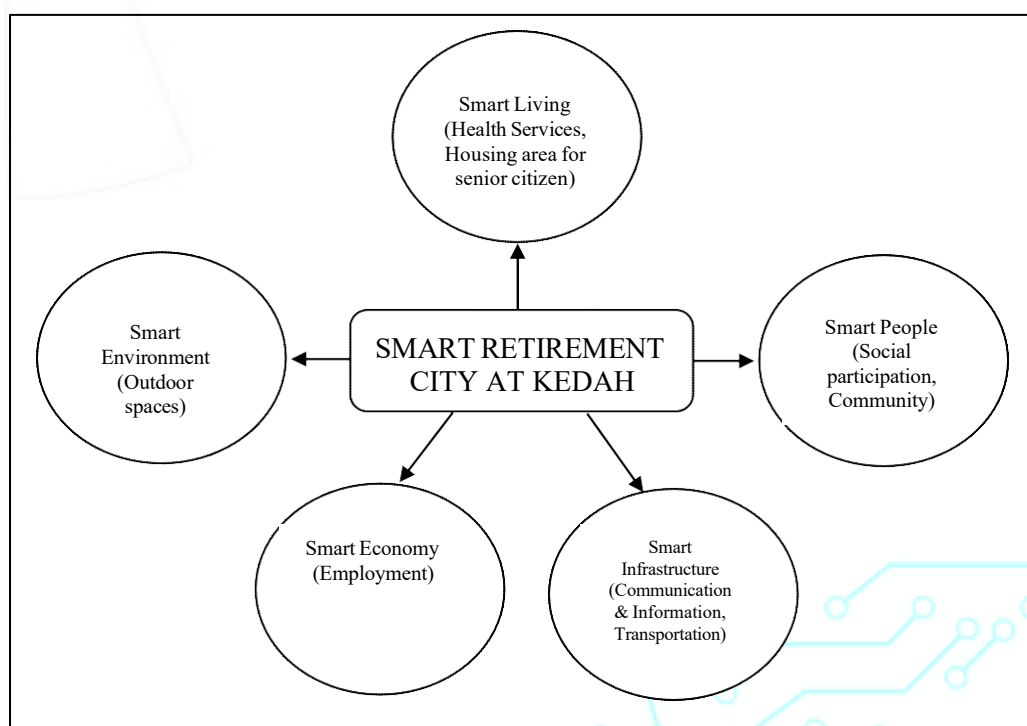 Smart Living
(Health Services,
Housing area for
senior citizen)
Smart
Environment
(Outdoor
spaces)
SMART RETIREMENT
CITY AT KEDAH
Smart People
(Social
participation,
Community)
Smart Economy
(Employment)
Smart
Infrastructure
(Communication
& Information,
Transportation)